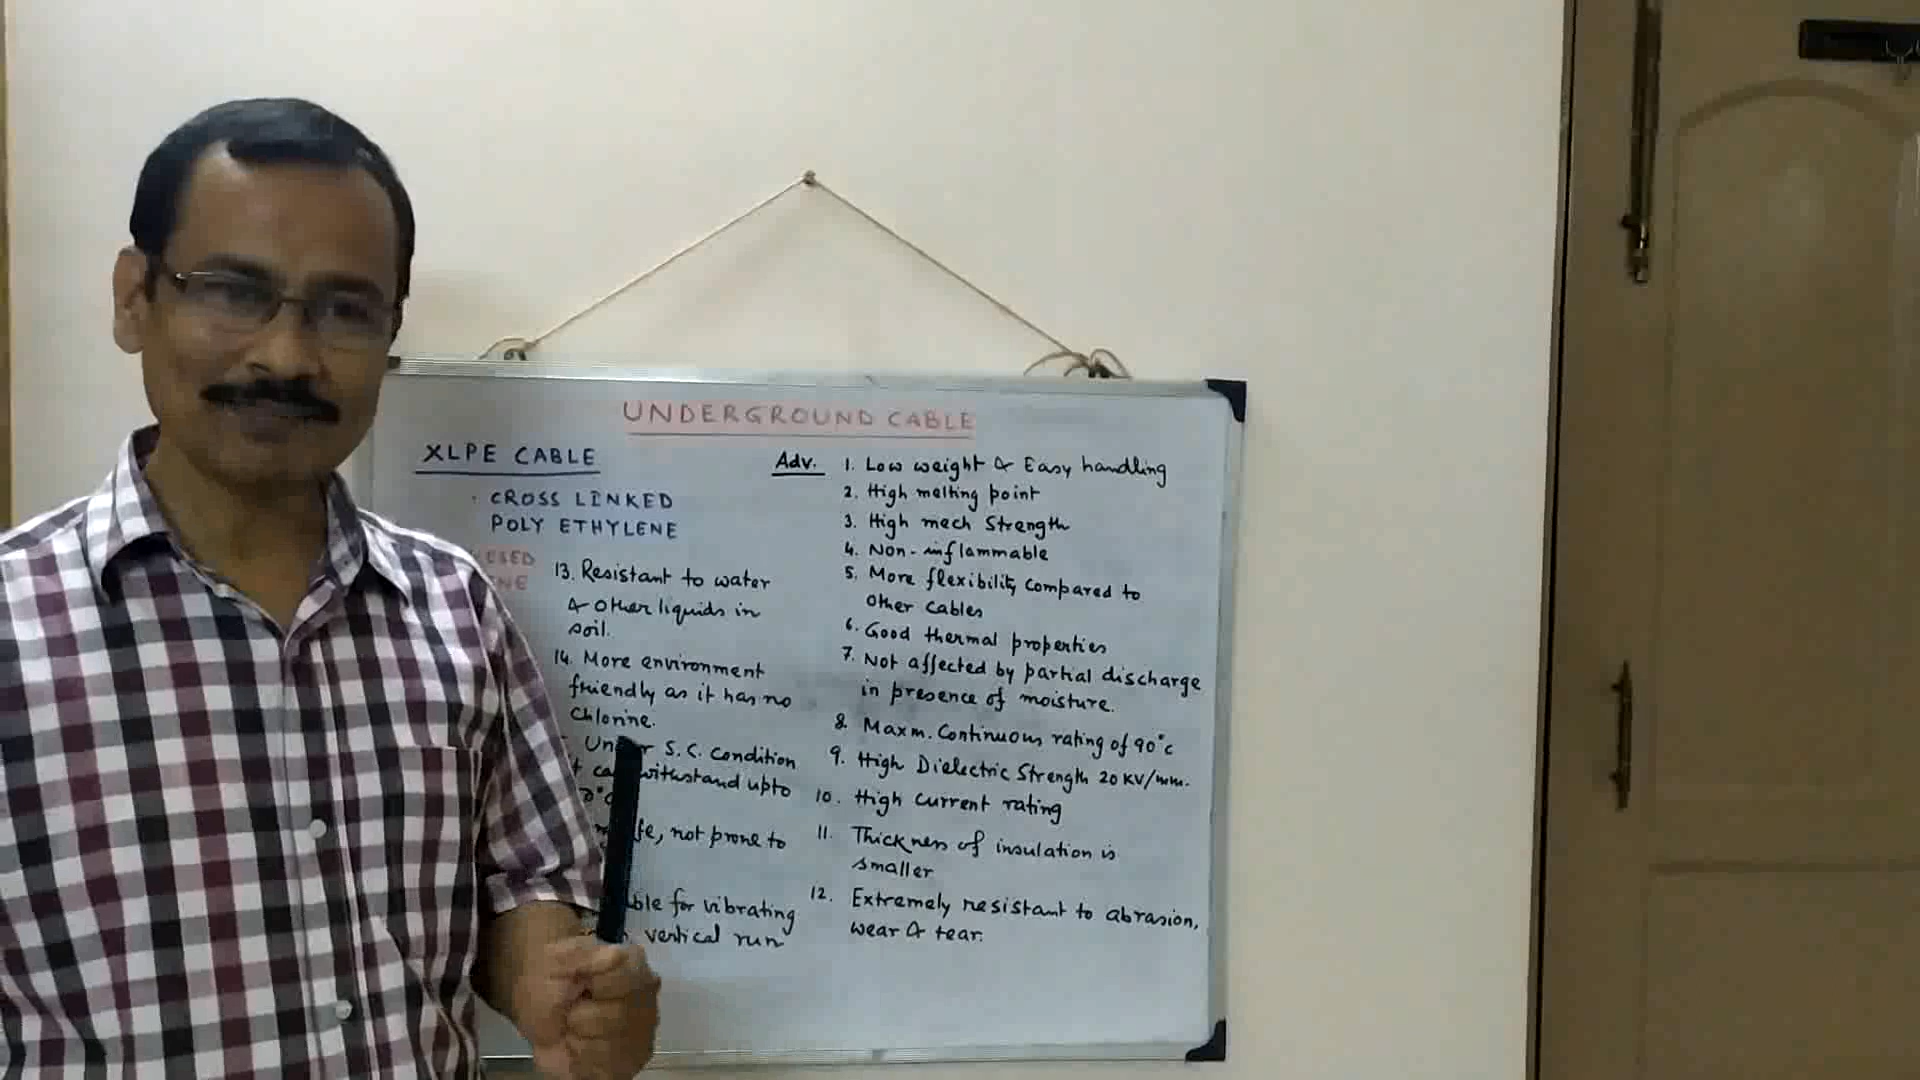 UNDERGROUND CABLE
XLPE CABLE
CROSS LINKED
POLY ETHYLENE
13. Resistant to water
& other liquids in
soil.
14. More environment
friendly as it has no
chlorine.
S.C. Condition
withstand upto
not prone to
for vibrating
vertical run
Adv. 1. Low weight & Easy handling
2. High melting point
3. High mech Strength
4. Non-inflammable
5. More flexibility compared to
other cables
6. Good thermal properties
7. Not affected by partial discharge
in presence of moisture.
8. Maxm. Continuous rating of 90°c
9. High Dielectric Strength 20 KV/mm.
10. High current rating
11. Thickness of insulation is
smaller
12. Extremely resistant to abrasion,
wear & tear.